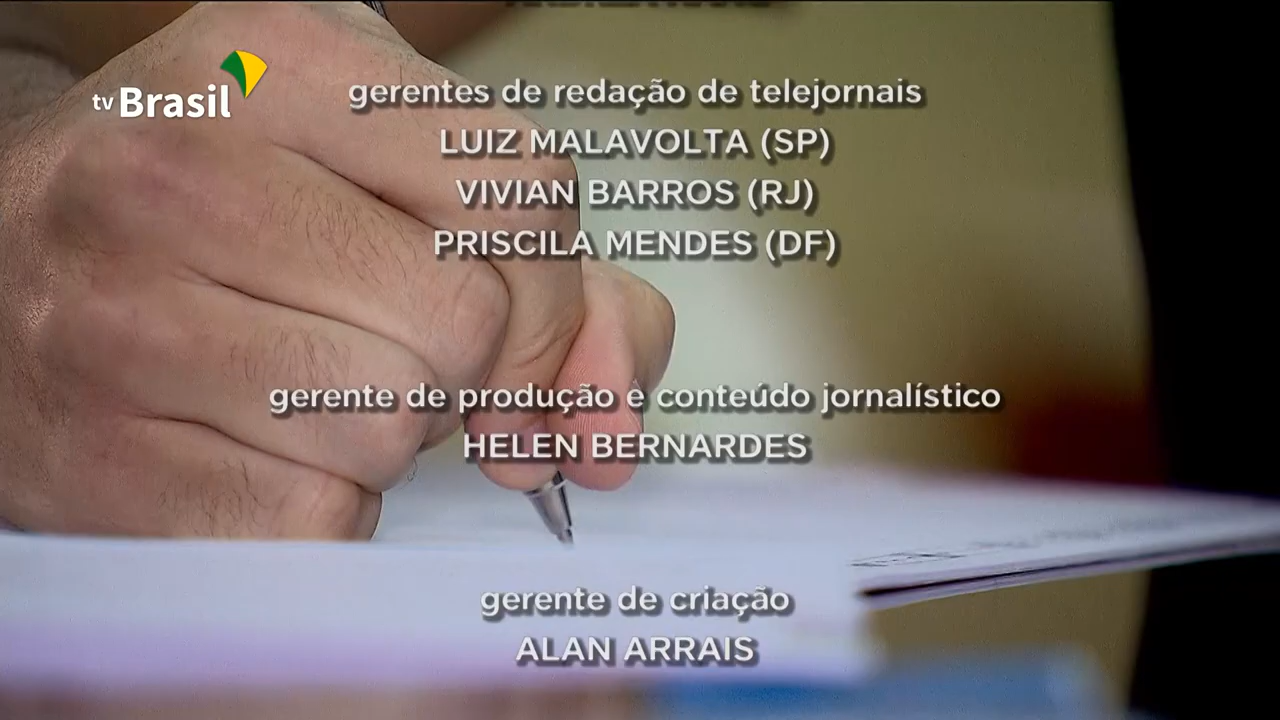 tv Brasil
gerentes de redação de telejornais
LUIZ MALAVOLTA (SP)
VIVIAN BARROS (RJ)
PRISCILA MENDES (DF)
gerente de produção e conteúdo jornalístico
HELEN BERNARDES
gerente de criação
ALAN ARRAIS